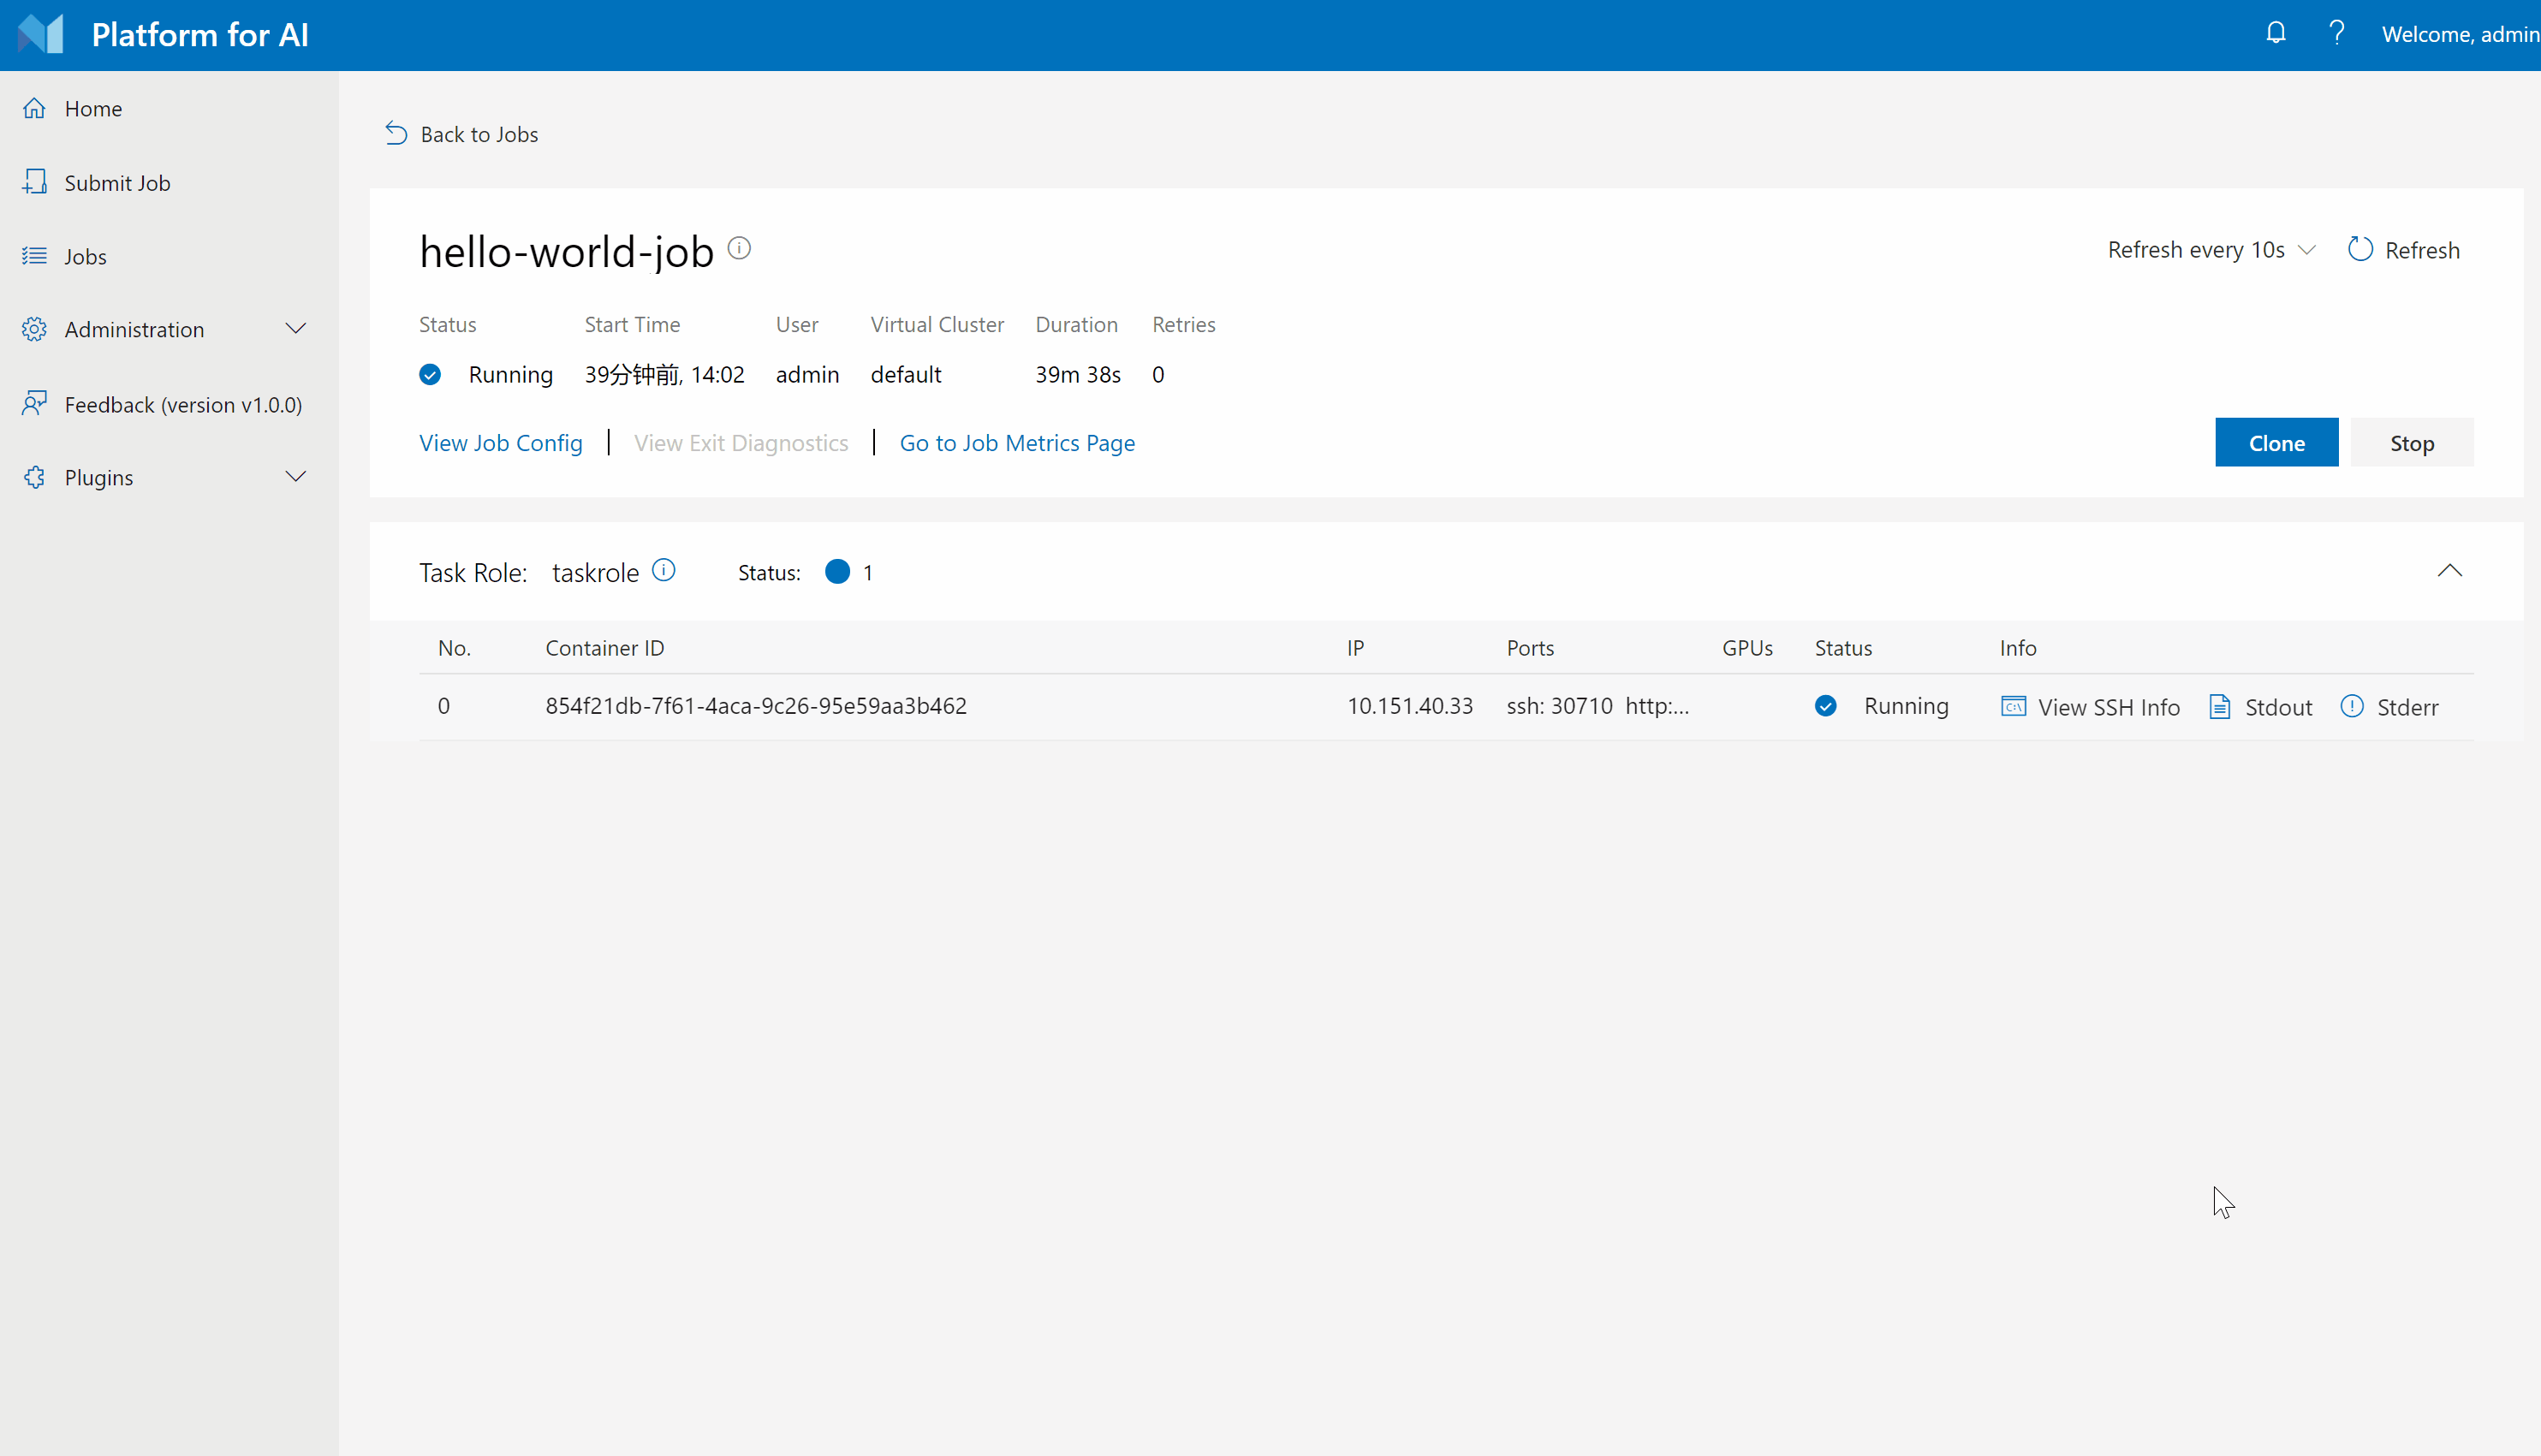 Platform for AI
Welcome, admin
Home
Submit Job
Jobs
Administration
Feedback (version v1.0.0)
Plugins
Back to Jobs
hello-world-job
Refresh every 10s Refresh
Status Start Time User Virtual Cluster Duration Retries
Running 39分钟前, 14:02 admin default 39m 38s 0
View Job Config | View Exit Diagnostics | Go to Job Metrics Page
Clone Stop
Task Role: taskrole Status: 1
No. Container ID IP Ports GPUs Status Info
0 854f21db-7f61-4aca-9c26-95e59aa3b462 10.151.40.33 ssh: 30710 http:... Running View SSH Info Stdout Stderr